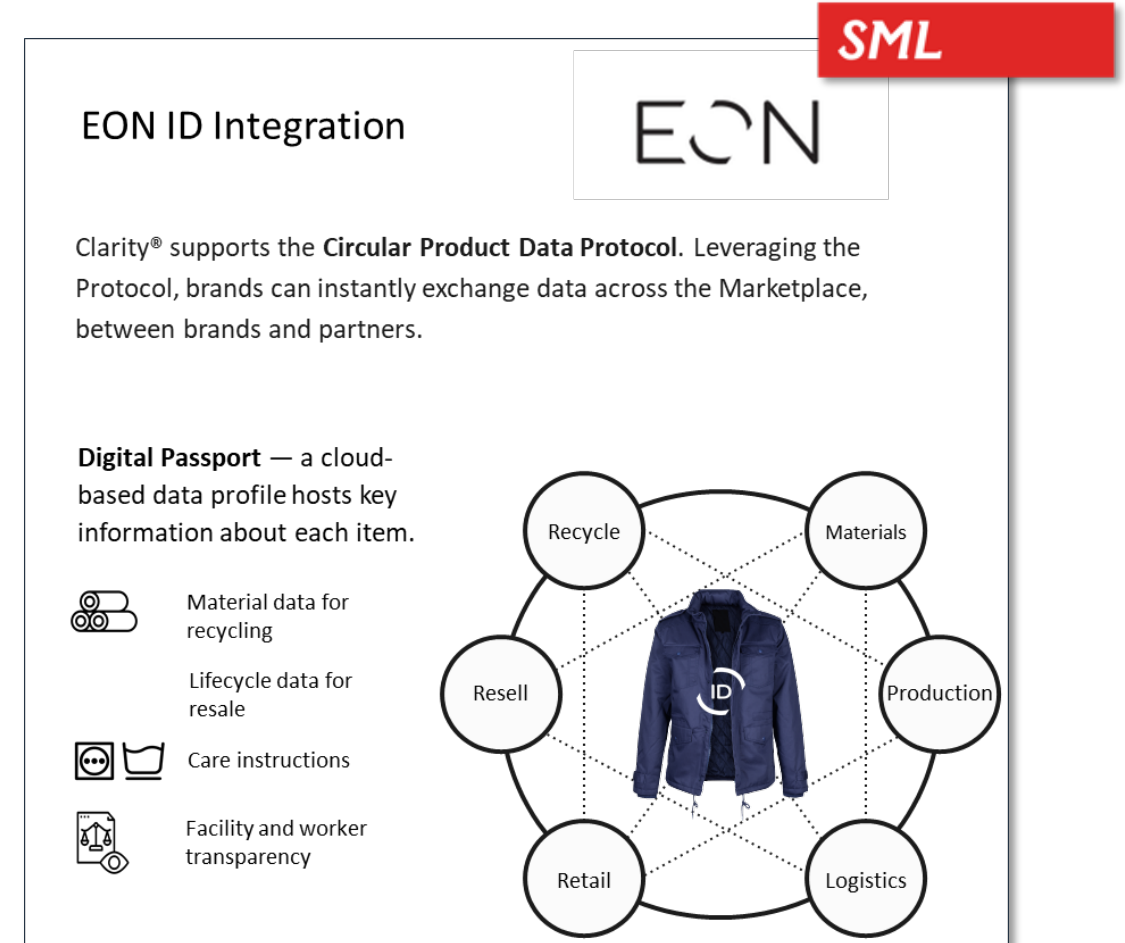 SML
EON ID Integration
EON
Clarity® supports the Circular Product Data Protocol. Leveraging the
Protocol, brands can instantly exchange data across the Marketplace,
between brands and partners.
Digital Passport — a cloud-
based data profile hosts key
information about each item.
Material data for
recycling
Lifecycle data for
resale
Care instructions
Facility and worker
transparency
Recycle
Materials
Resell
ID
Production
Retail
Logistics